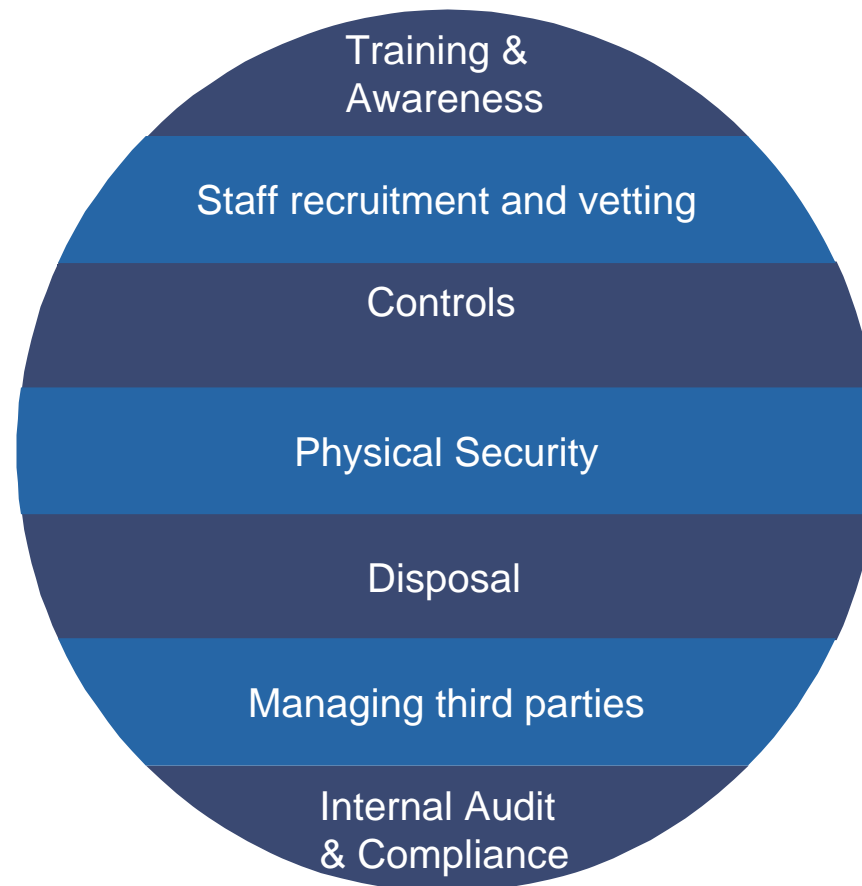 Training &
Awareness
Staff recruitment and vetting
Controls
Physical Security
Disposal
Managing third parties
Internal Audit
& Compliance